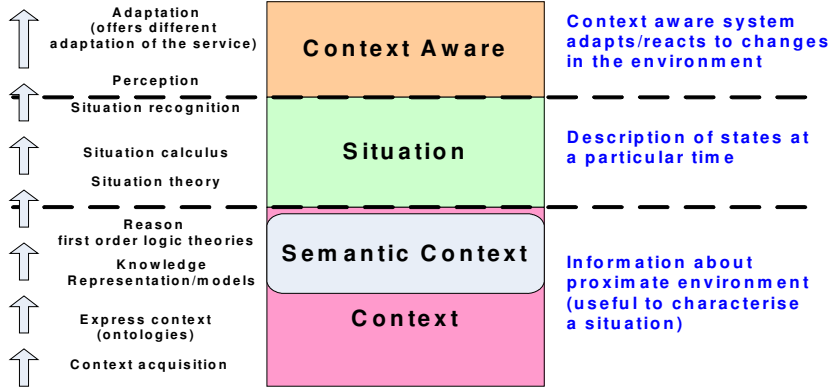 Adaptation
(offers different
adaptation of the service)
Perception
Situation recognition
Situation calculus
Situation theory
Reason
first order logic theories
Knowledge
Representation/models
Express context
(ontologies)
Context acquisition
Context Aware
Situation
Semantic Context
Context
Context aware system
adapts/reacts to changes
in the environment
Description of states at
a particular time
Information about
proximate environment
(useful to characterise
a situation)